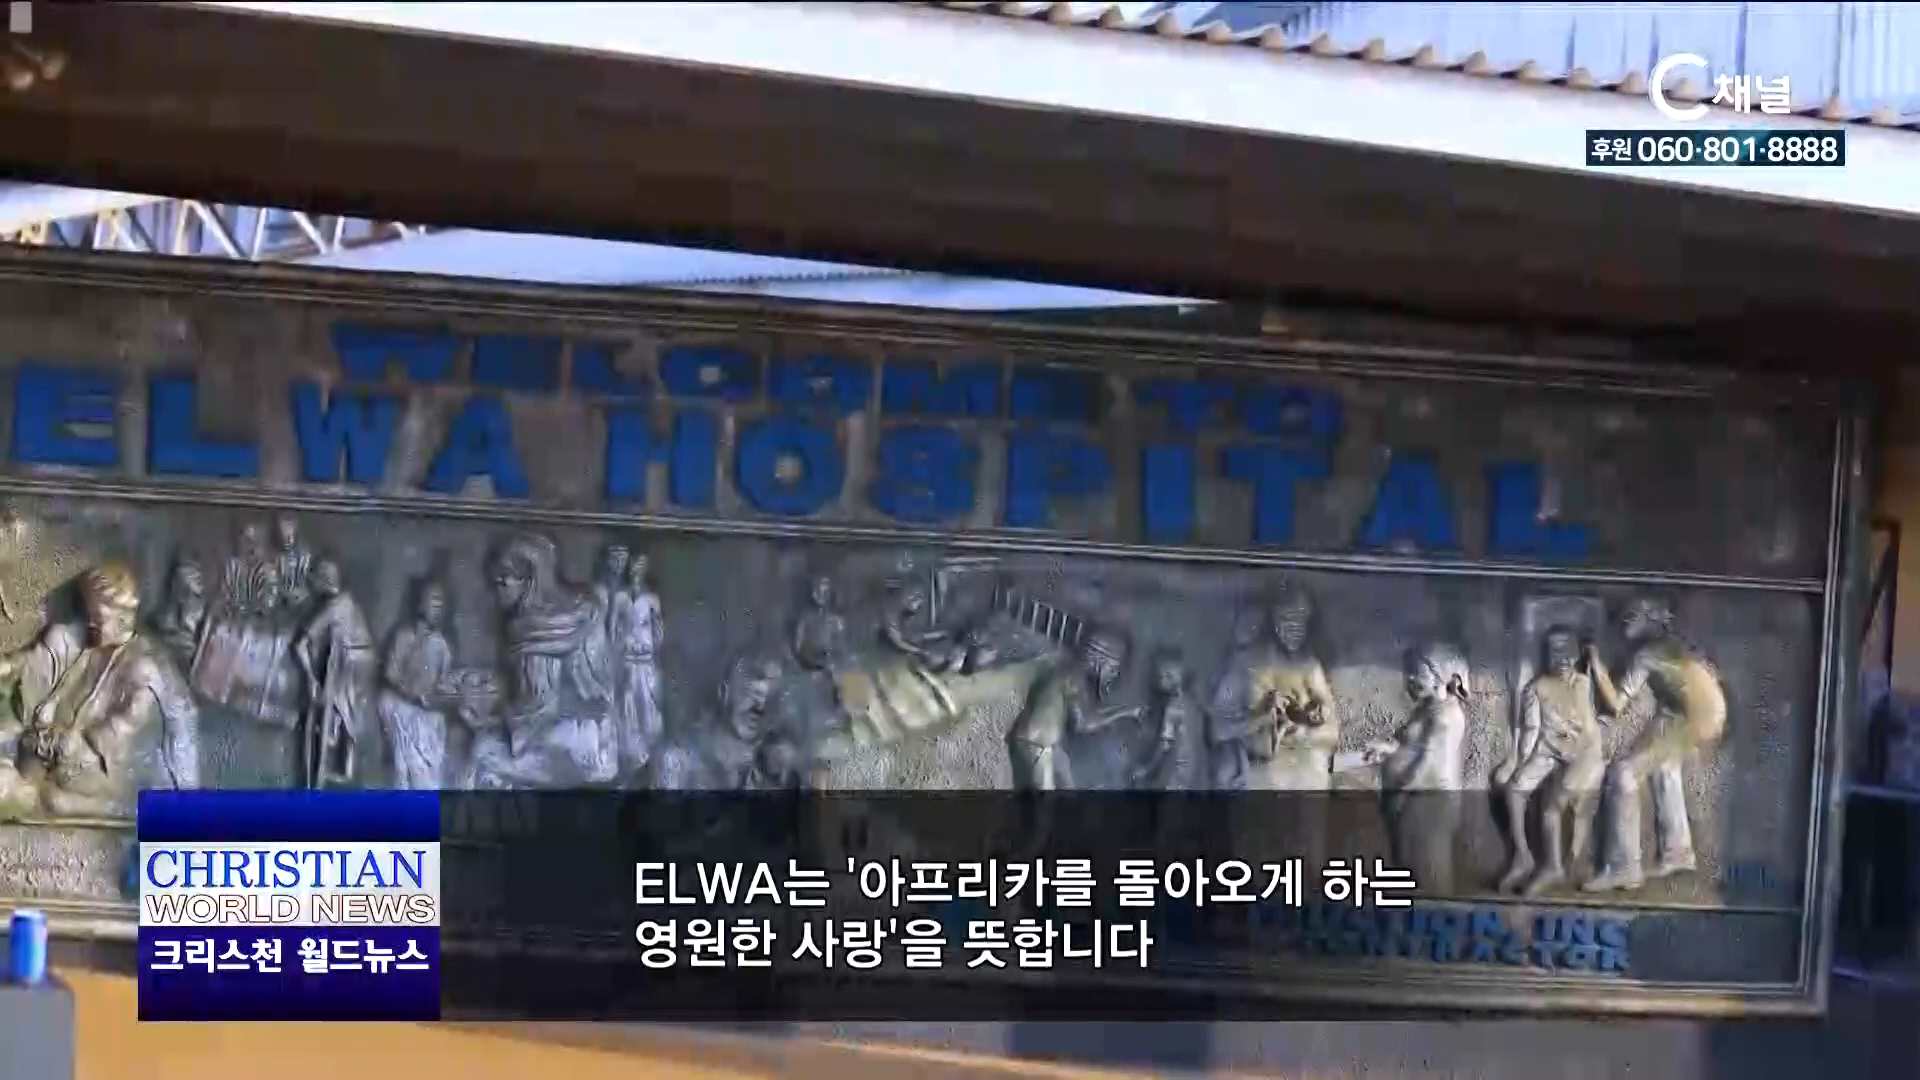 C채널
후원 060·801·8888
WELCOME TO
ELWA HOSPITAL
CHRISTIAN
WORLD NEWS
크리스천 월드뉴스
ELWA는 '아프리카를 돌아오게 하는
영원한 사랑'을 뜻합니다
INC
CONTRACTOR